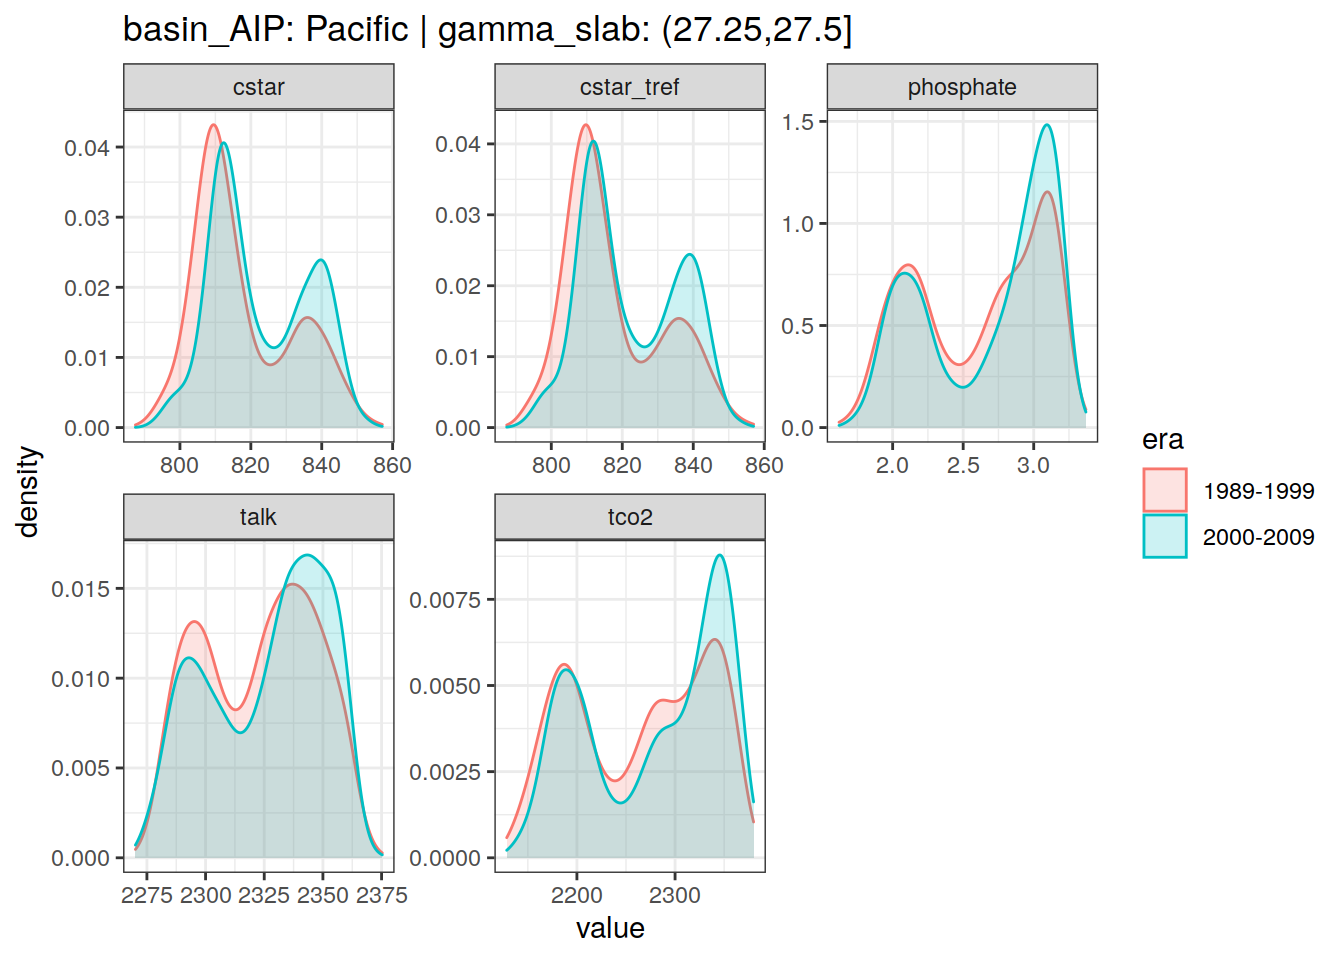 basin_AIP: Pacific | gamma_slab: (27.25,27.5]
cstar
cstar_tref
phosphate
0.04
0.03
0.02
0.01
0.00
800 820 840 860
0.04
0.03
0.02
0.01
0.00
800 820 840 860
1.5
1.0
0.5
0.0
2.0 2.5 3.0
density
talk
tco2
0.015
0.010
0.005
0.000
2275 2300 2325 2350 2375
0.0075
0.0050
0.0025
0.0000
2200 2300
value
era
1989-1999
2000-2009